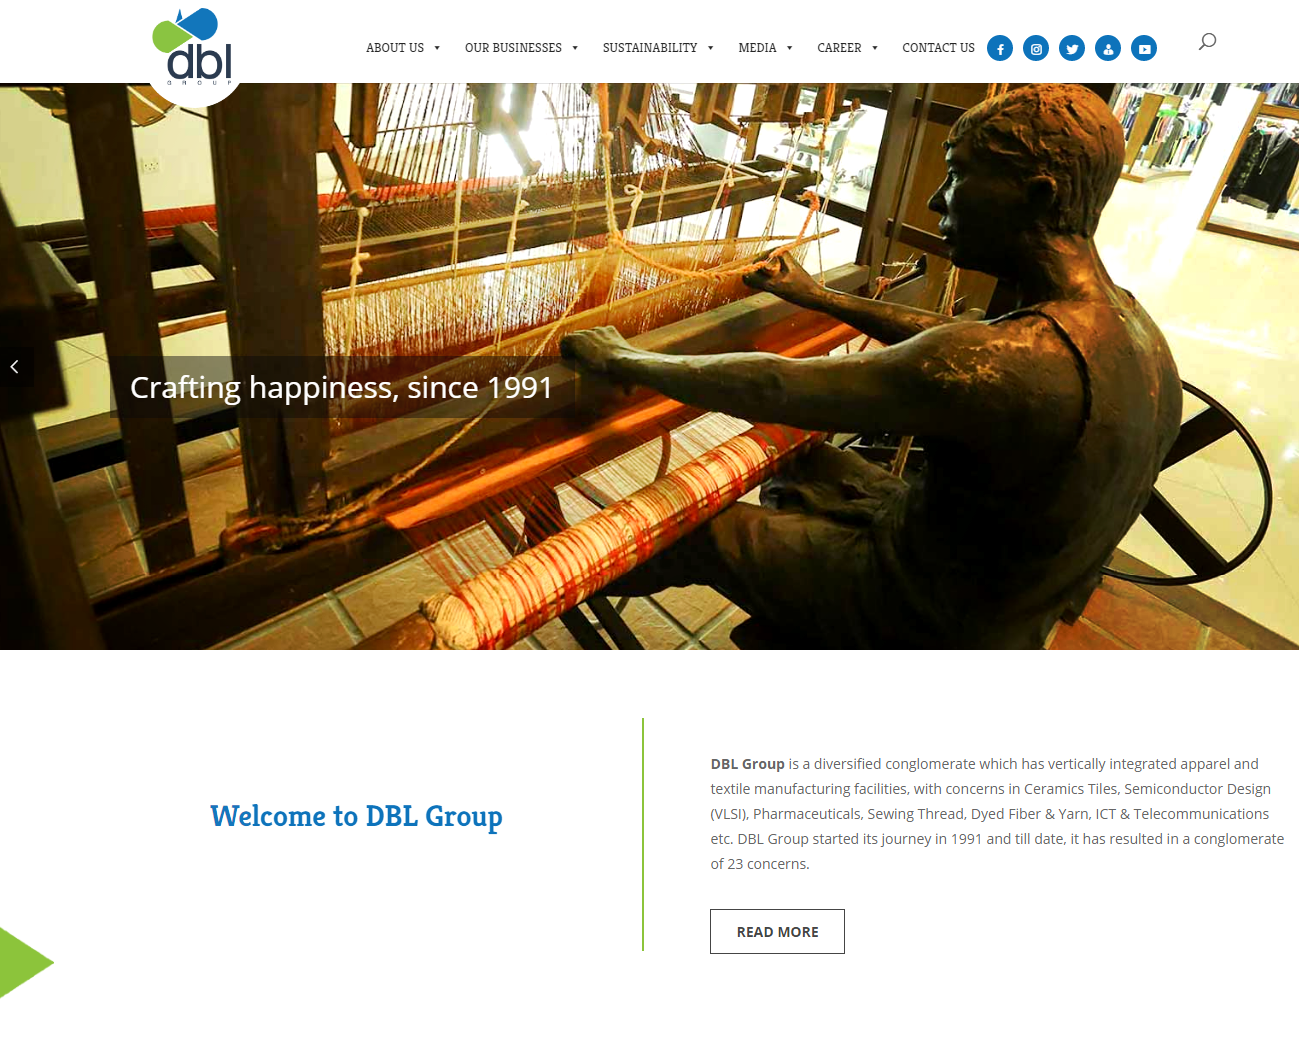 dbl
GROUP
ABOUT US
OUR BUSINESSES
SUSTAINABILITY
MEDIA
CAREER
CONTACT US
Crafting happiness, since 1991
Welcome to DBL Group
DBL Group is a diversified conglomerate which has vertically integrated apparel and
textile manufacturing facilities, with concerns in Ceramics Tiles, Semiconductor Design
(VLSI), Pharmaceuticals, Sewing Thread, Dyed Fiber & Yarn, ICT & Telecommunications
etc. DBL Group started its journey in 1991 and till date, it has resulted in a conglomerate
of 23 concerns.
READ MORE